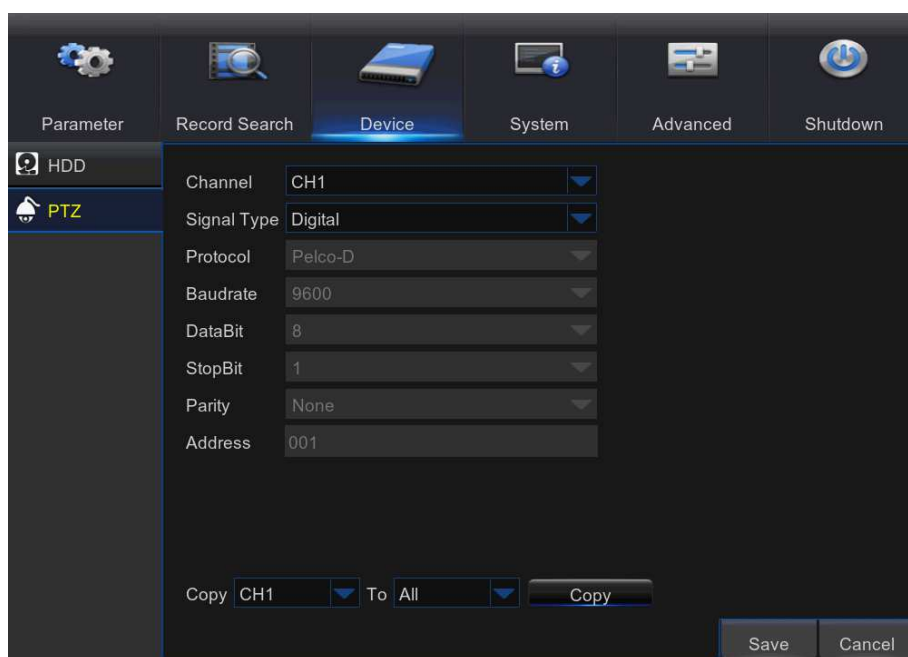 Parameter Record Search Device System Advanced Shutdown
HDD
PTZ
Channel CH1
Signal Type Digital
Protocol Pelco-D
Baudrate 9600
DataBit 8
StopBit 1
Parity None
Address 001
Copy CH1 To All Copy
Save Cancel